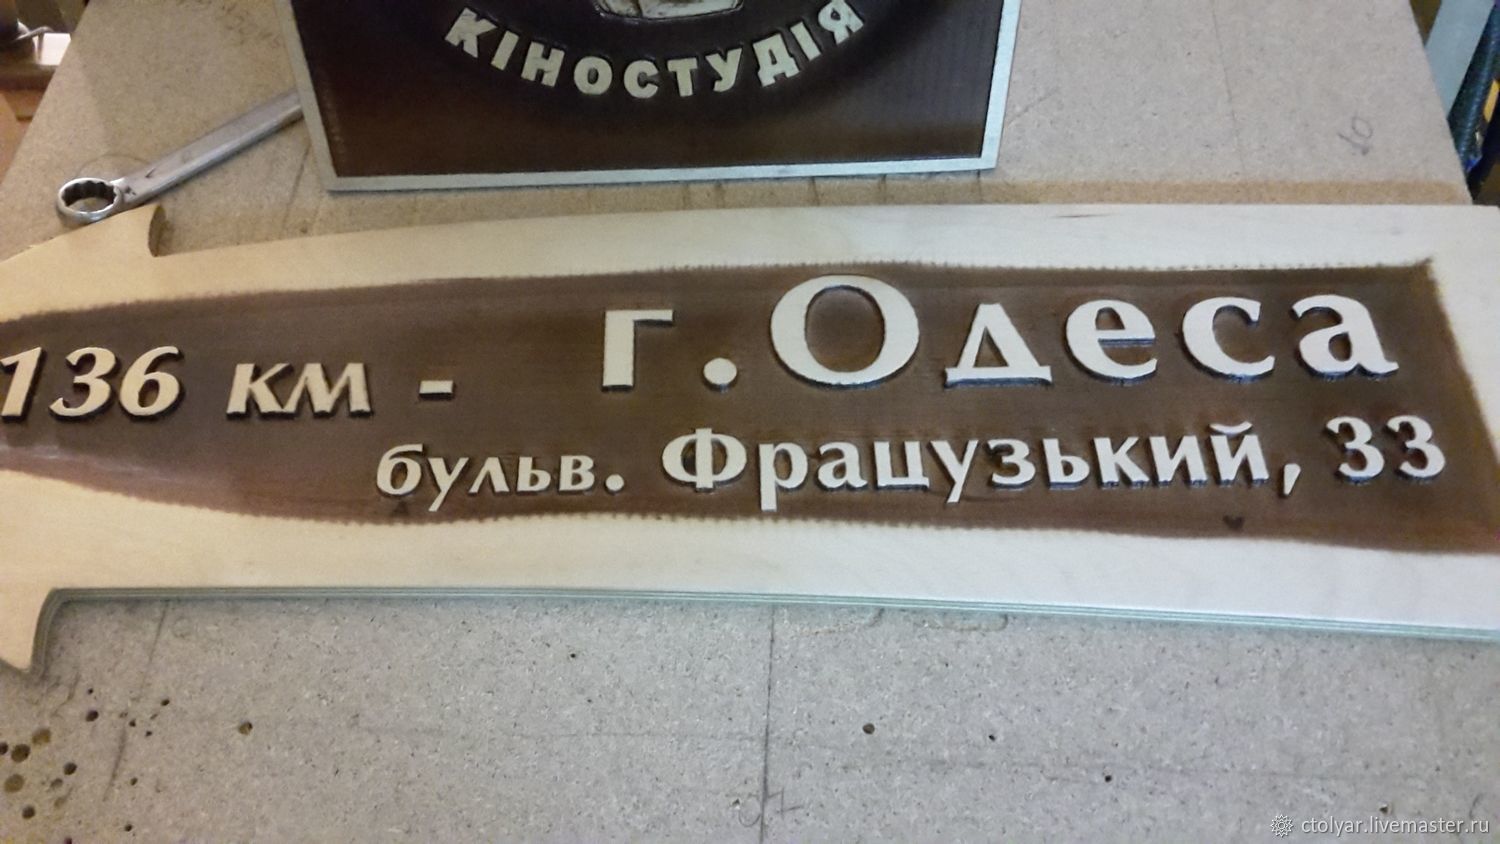 КІНОСТУДІЯ
136 км - г. Одеса
бульв. Фрацузький, 33
ctolyar.livemaster.ru